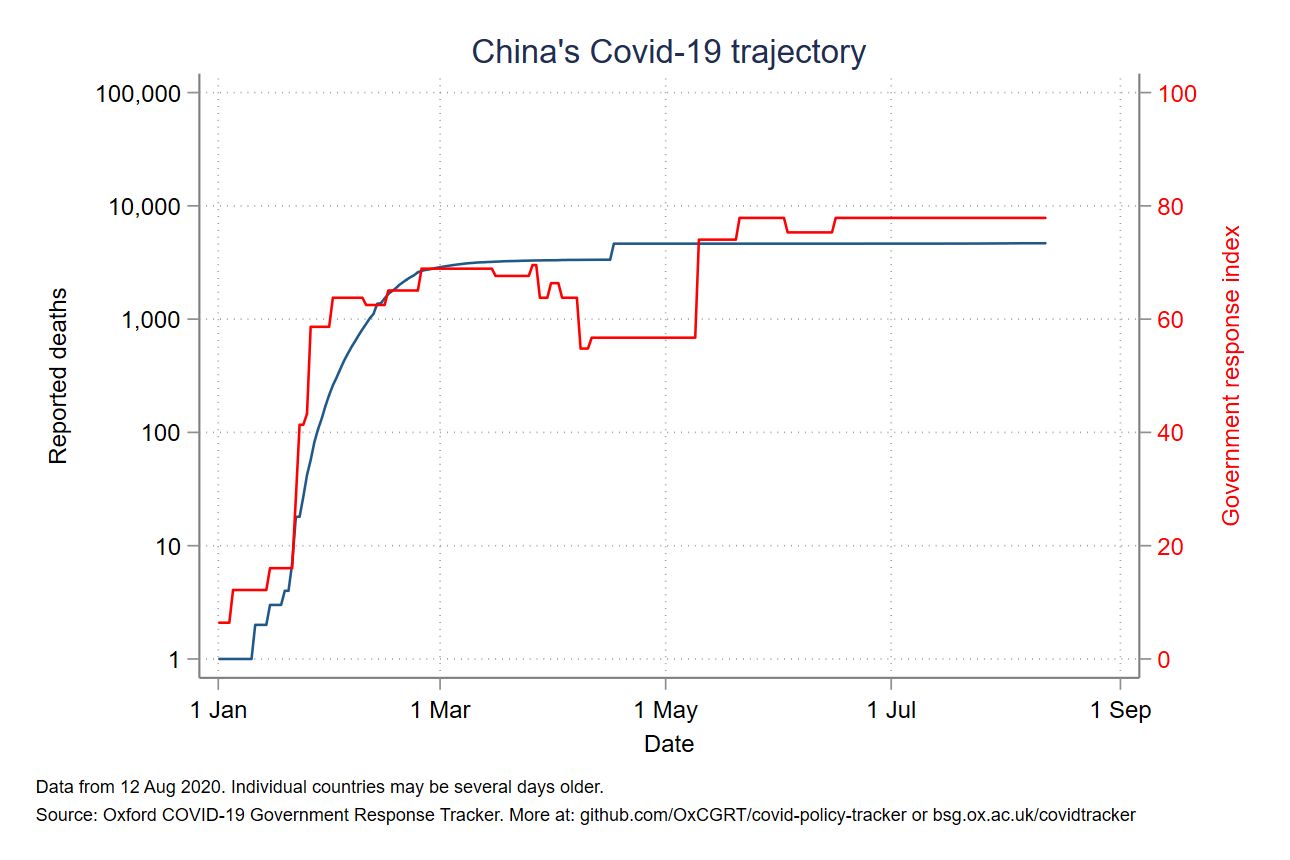 China's Covid-19 trajectory
100,000
10,000
1,000
100
10
1
Reported deaths
100
80
60
40
20
0
Government response index
1 Jan
1 Mar
1 May
1 Jul
1 Sep
Date
Data from 12 Aug 2020. Individual countries may be several days older.
Source: Oxford COVID-19 Government Response Tracker. More at: github.com/OxCGRT/covid-policy-tracker or bsg.ox.ac.uk/covidtracker